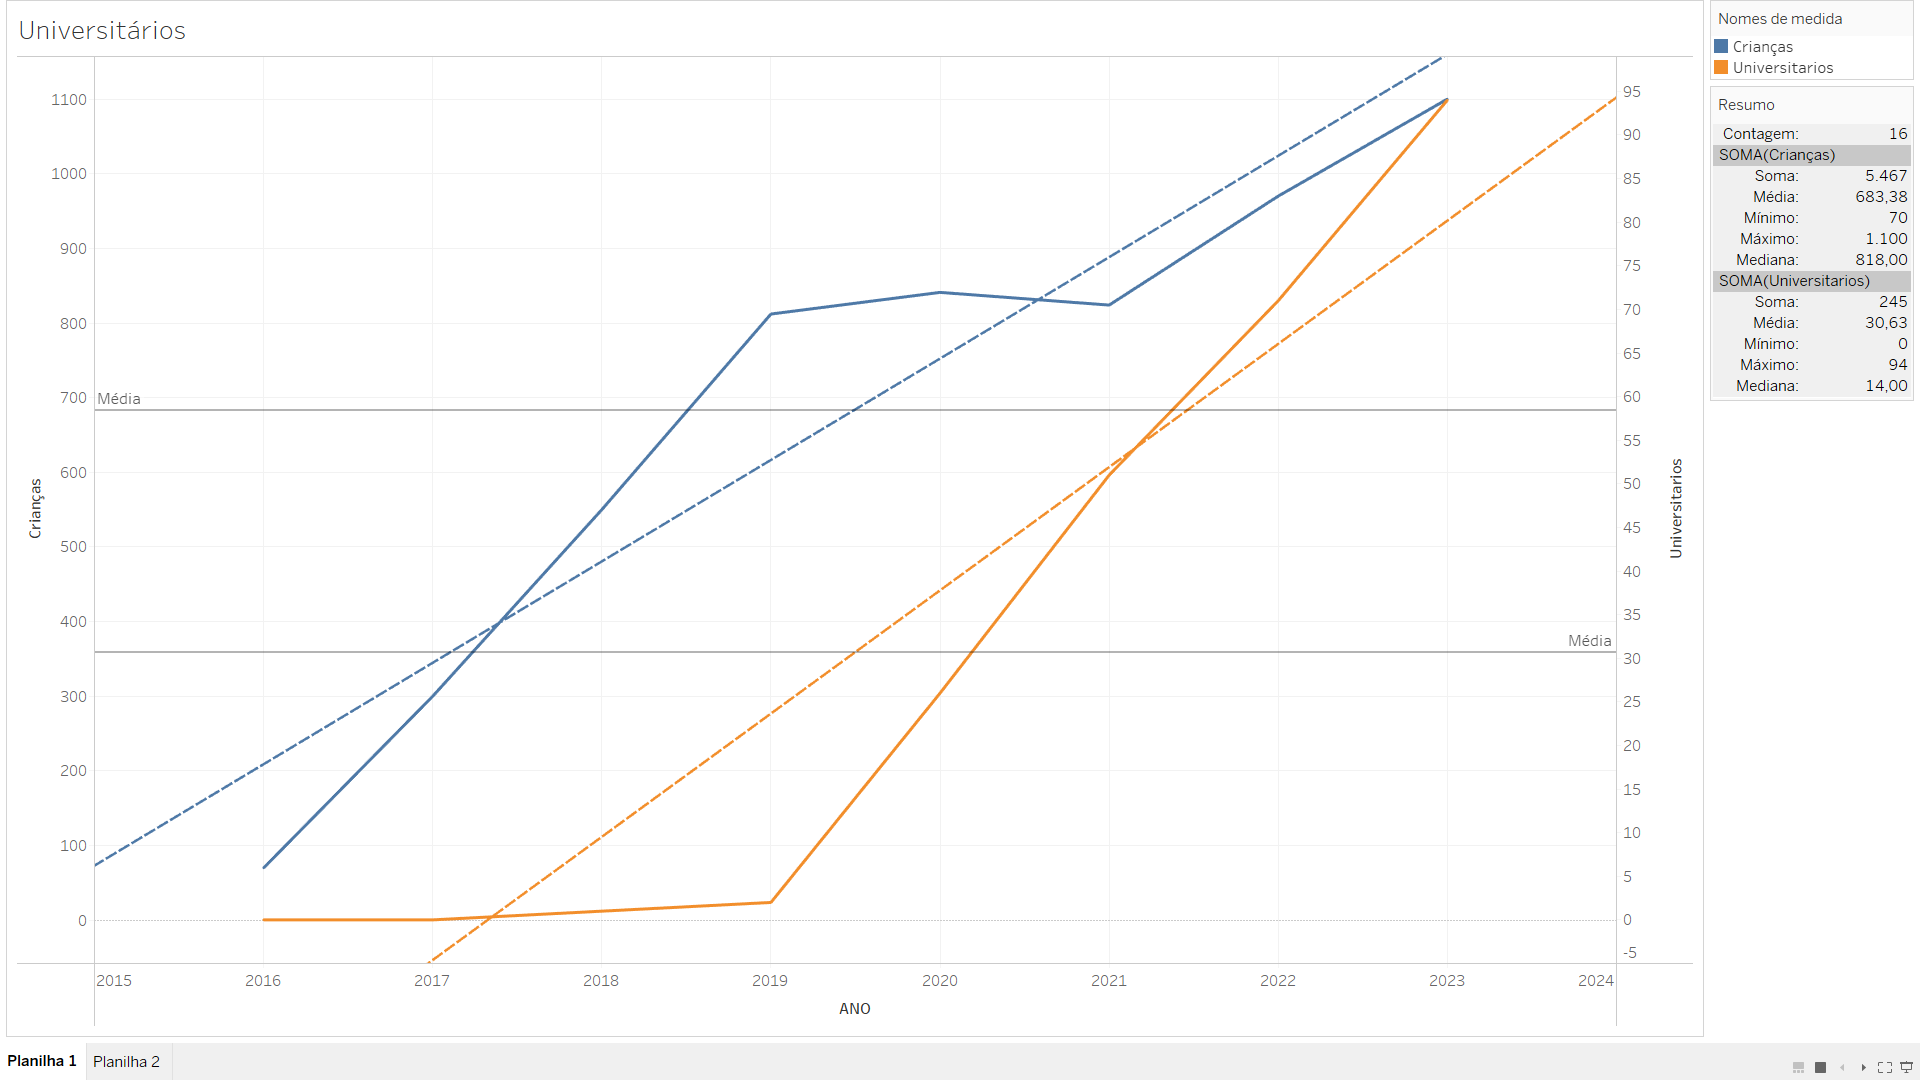 Universitários
1100
1000
900
800
700
600
500
400
300
200
100
0
Crianças
Média
Média
95
90
85
80
75
70
65
60
55
50
45
40
35
30
25
20
15
10
5
0
-5
Universitarios
2015 2016 2017 2018 2019 2020 2021 2022 2023 2024
ANO
Nomes de medida
Crianças
Universitarios
Resumo
Contagem: 16
SOMA(Crianças)
Soma: 5.467
Média: 683,38
Mínimo: 70
Máximo: 1.100
Mediana: 818,00
SOMA(Universitarios)
Soma: 245
Média: 30,63
Mínimo: 0
Máximo: 94
Mediana: 14,00
Planilha 1 Planilha 2